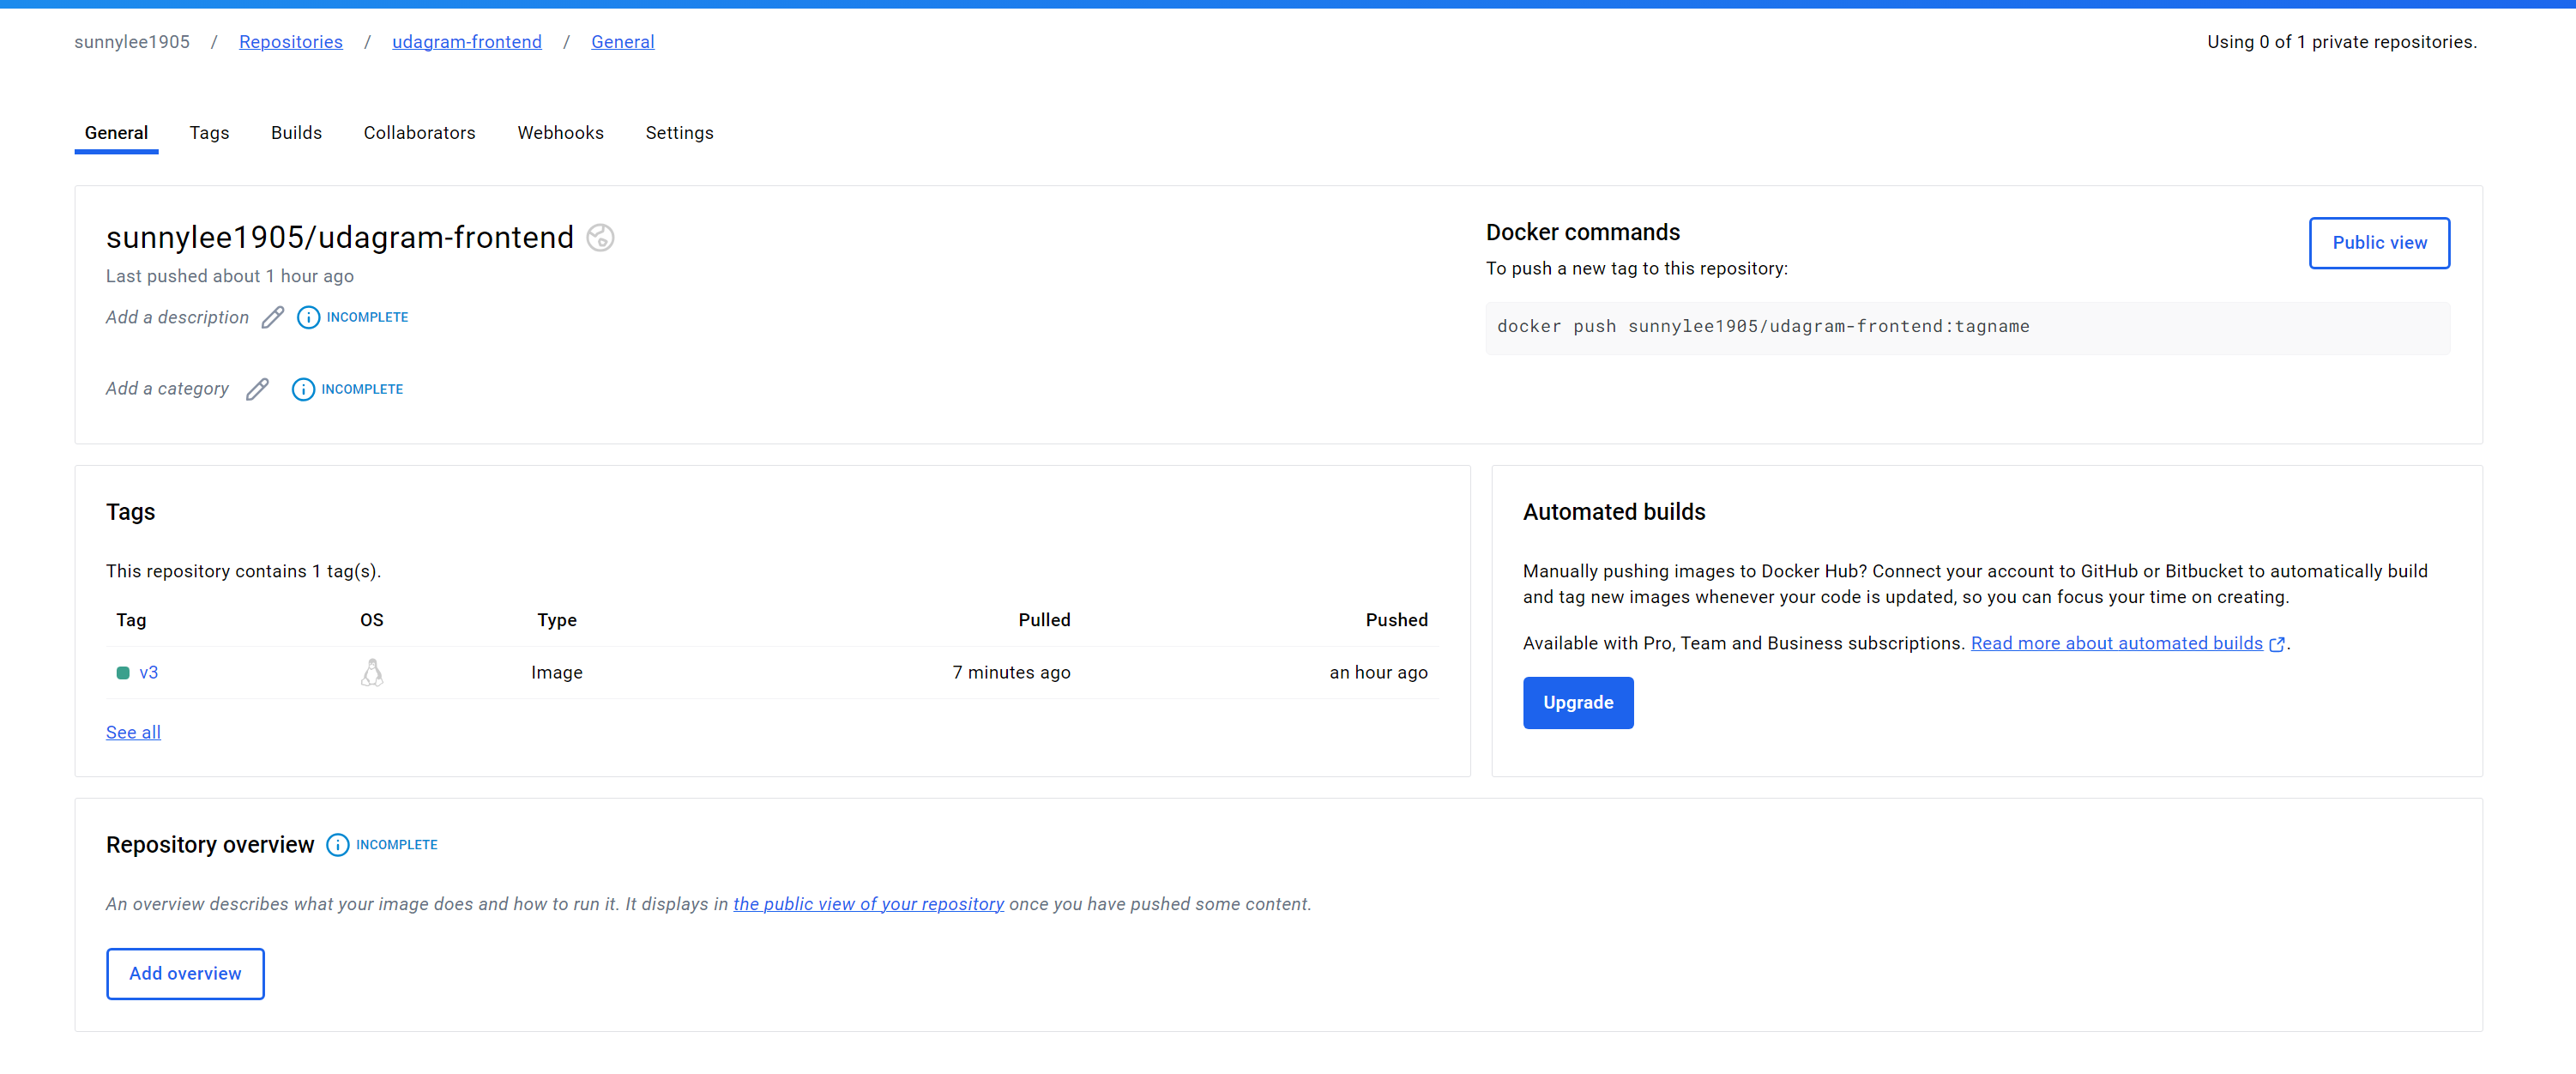 sunnylee1905 / Repositories / udagram-frontend / General
Using 0 of 1 private repositories.
General Tags Builds Collaborators Webhooks Settings
sunnylee1905/udagram-frontend
Last pushed about 1 hour ago
Add a description INCOMPLETE
Add a category INCOMPLETE
Docker commands
Public view
To push a new tag to this repository:
docker push sunnylee1905/udagram-frontend:tagname
Tags
This repository contains 1 tag(s).
Tag OS Type Pulled Pushed
v3 Image 7 minutes ago an hour ago
See all
Automated builds
Manually pushing images to Docker Hub? Connect your account to GitHub or Bitbucket to automatically build
and tag new images whenever your code is updated, so you can focus your time on creating.
Available with Pro, Team and Business subscriptions. Read more about automated builds .
Upgrade
Repository overview INCOMPLETE
An overview describes what your image does and how to run it. It displays in the public view of your repository once you have pushed some content.
Add overview